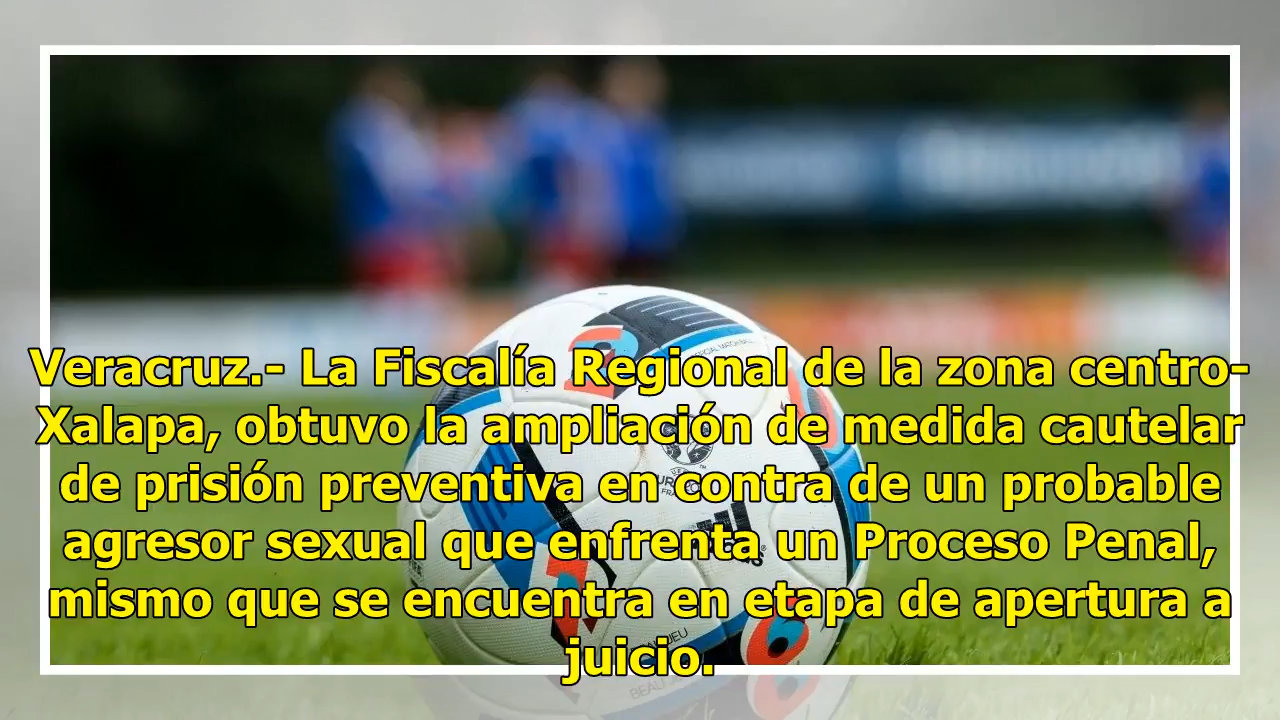 Veracruz.- La Fiscalía Regional de la zona centro-
Xalapa, obtuvo la ampliación de medida cautelar
de prisión preventiva en contra de un probable
agresor sexual que enfrenta un Proceso Penal,
mismo que se encuentra en etapa de apertura a
juicio.